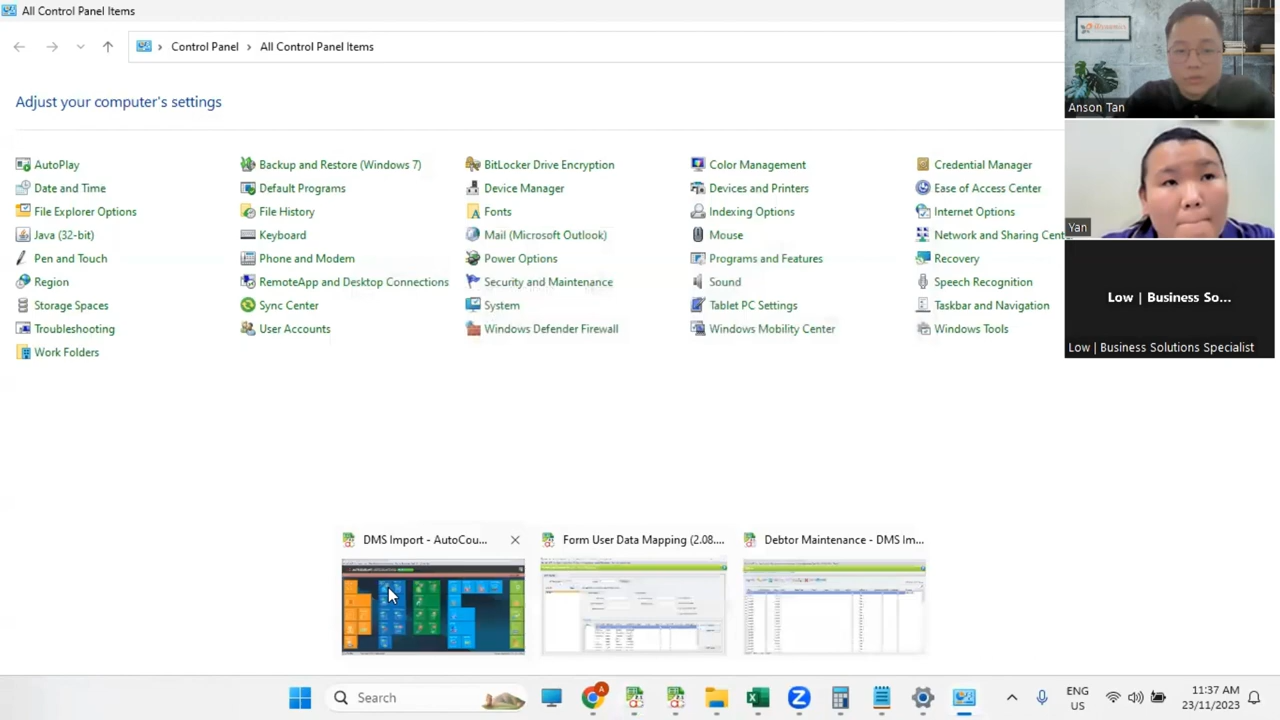 All Control Panel Items
Control Panel > All Control Panel Items
Adjust your computer's settings
AutoPlay
Backup and Restore (Windows 7)
BitLocker Drive Encryption
Color Management
Credential Manager
Date and Time
Default Programs
Device Manager
Devices and Printers
Ease of Access Center
File Explorer Options
File History
Fonts
Indexing Options
Internet Options
Java (32-bit)
Keyboard
Mail (Microsoft Outlook)
Mouse
Network and Sharing Cent
Pen and Touch
Phone and Modem
Power Options
Programs and Features
Recovery
Region
RemoteApp and Desktop Connections
Security and Maintenance
Sound
Speech Recognition
Storage Spaces
Sync Center
System
Tablet PC Settings
Taskbar and Navigation
Troubleshooting
User Accounts
Windows Defender Firewall
Windows Mobility Center
Windows Tools
Work Folders
Anson Tan
Yan
Low | Business So...
Low | Business Solutions Specialist
DMS Import - AutoCou...
Form User Data Mapping (2.08....
Debtor Maintenance - DMS Im...
Search
A
ENG
US
11:37 AM
23/11/2023